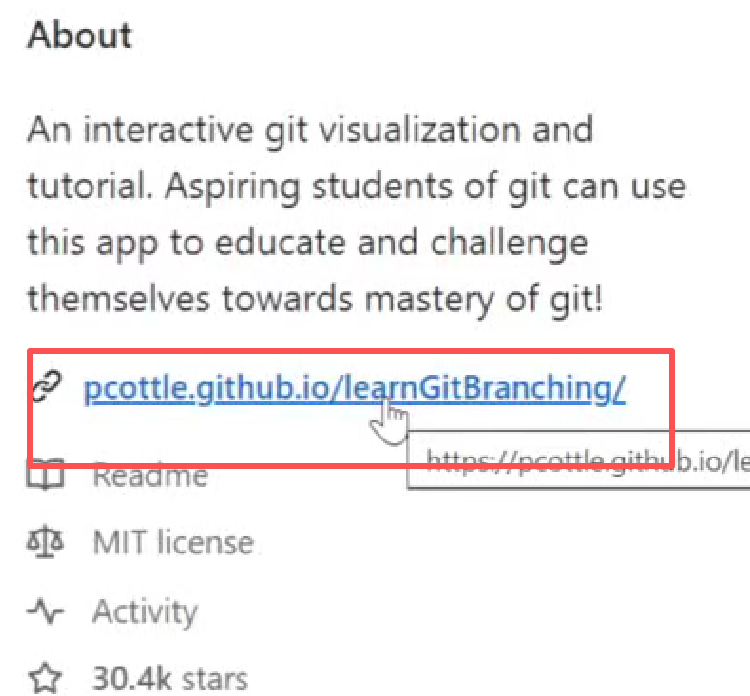 About
An interactive git visualization and
tutorial. Aspiring students of git can use
this app to educate and challenge
themselves towards mastery of git!
pcottle.github.io/learnGitBranching/
https://pcottle.github.io/le
Readme
MIT license
Activity
30.4k stars